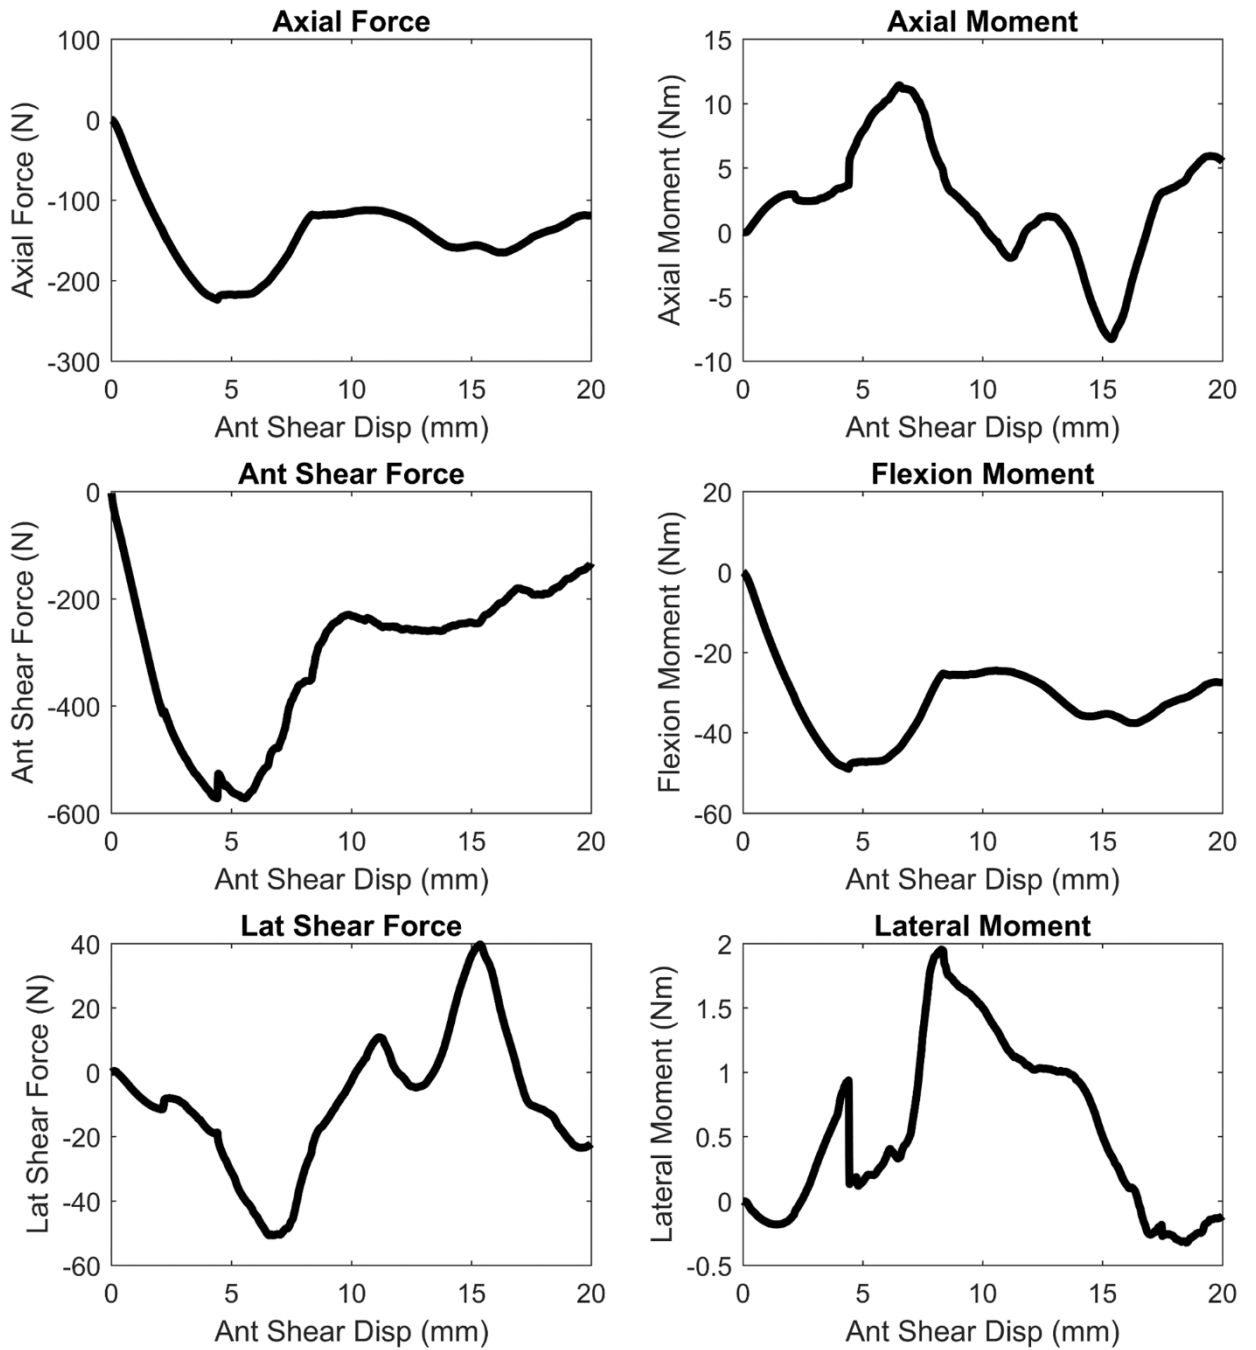 Axial Force
Axial Force (N)
100
0
-100
-200
-300
0 5 10 15 20
Ant Shear Disp (mm)
Axial Moment
Axial Moment (Nm)
15
10
5
0
-5
-10
0 5 10 15 20
Ant Shear Disp (mm)
Ant Shear Force
Ant Shear Force (N)
0
-200
-400
-600
0 5 10 15 20
Ant Shear Disp (mm)
Flexion Moment
Flexion Moment (Nm)
20
0
-20
-40
-60
0 5 10 15 20
Ant Shear Disp (mm)
Lat Shear Force
Lat Shear Force (N)
40
20
0
-20
-40
-60
0 5 10 15 20
Ant Shear Disp (mm)
Lateral Moment
Lateral Moment (Nm)
2
1.5
1
0.5
0
-0.5
0 5 10 15 20
Ant Shear Disp (mm)